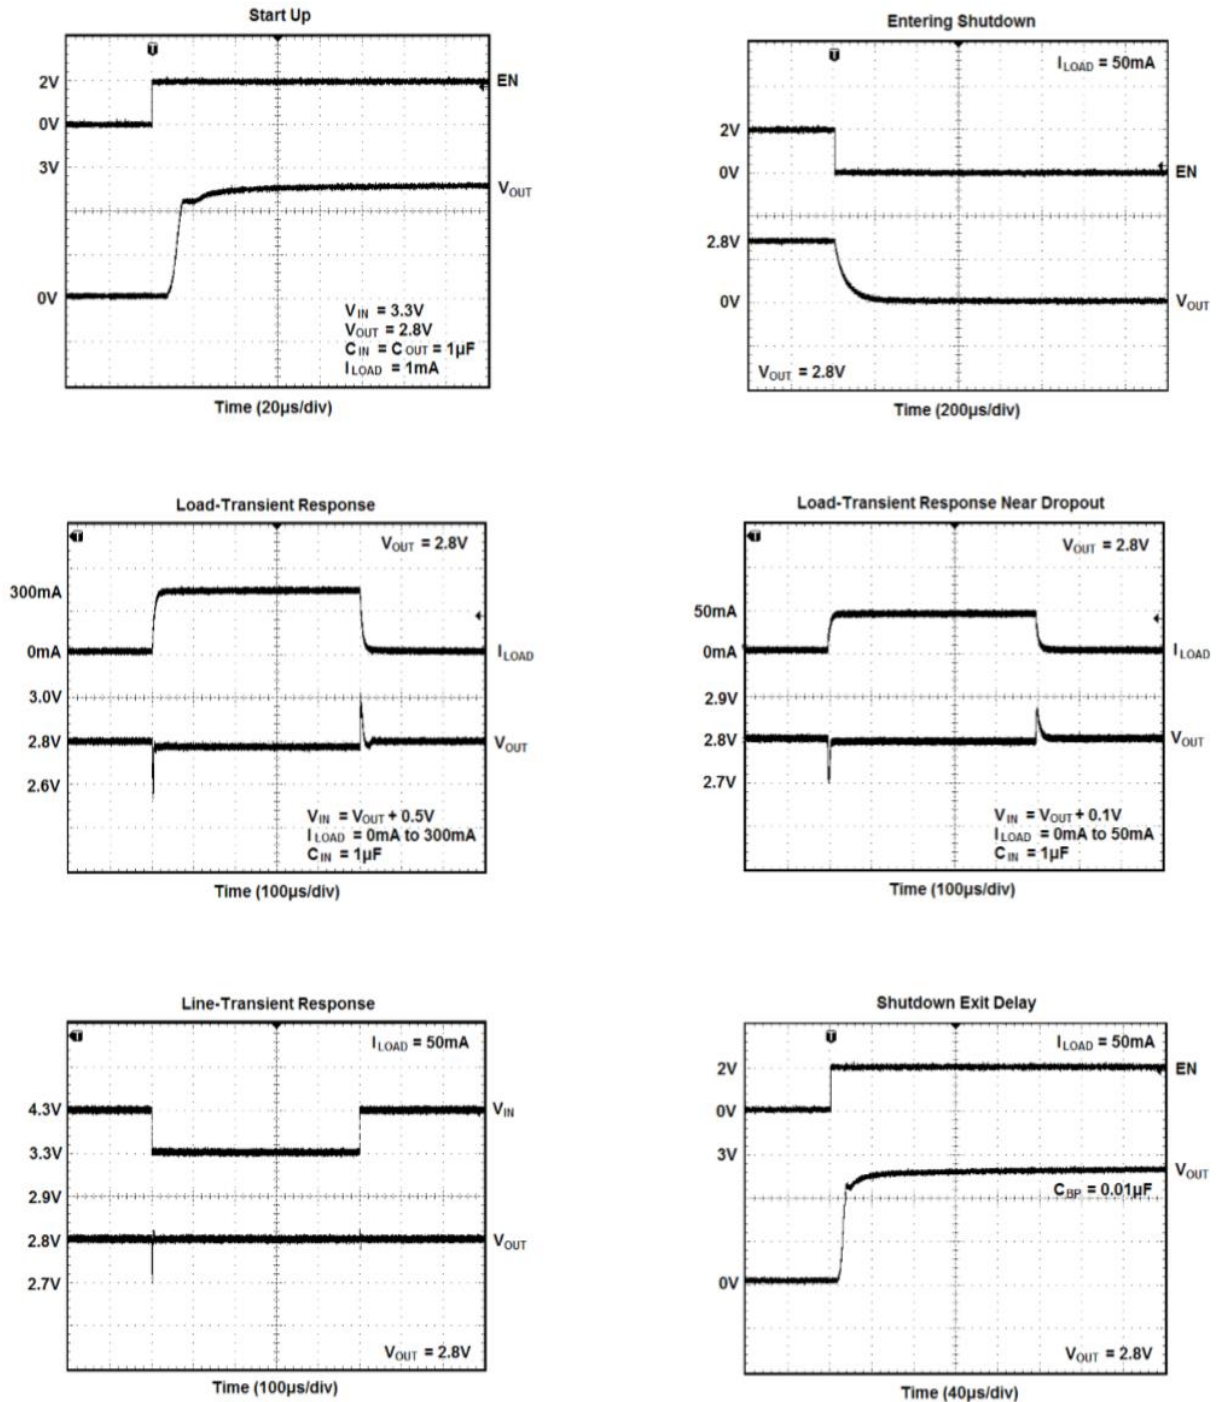 Start Up
T
2V
EN
0V
3V
VOUT
0V
VIN = 3.3V
VOUT = 2.8V
CIN = COUT = 1µF
ILOAD = 1mA
Time (20µs/div)
Entering Shutdown
T
ILOAD = 50mA
2V
0V
EN
2.8V
0V
VOUT
VOUT = 2.8V
Time (200µs/div)
Load-Transient Response
T
VOUT = 2.8V
300mA
0mA
ILOAD
3.0V
2.8V
VOUT
2.6V
VIN = VOUT + 0.5V
ILOAD = 0mA to 300mA
CIN = 1µF
Time (100µs/div)
Load-Transient Response Near Dropout
T
VOUT = 2.8V
50mA
0mA
ILOAD
2.9V
2.8V
VOUT
2.7V
VIN = VOUT + 0.1V
ILOAD = 0mA to 50mA
CIN = 1µF
Time (100µs/div)
Line-Transient Response
T
ILOAD = 50mA
4.3V
VIN
3.3V
2.9V
2.8V
VOUT
2.7V
VOUT = 2.8V
Time (100µs/div)
Shutdown Exit Delay
T
ILOAD = 50mA
2V
EN
0V
3V
VOUT
CBP = 0.01µF
0V
VOUT = 2.8V
Time (40µs/div)